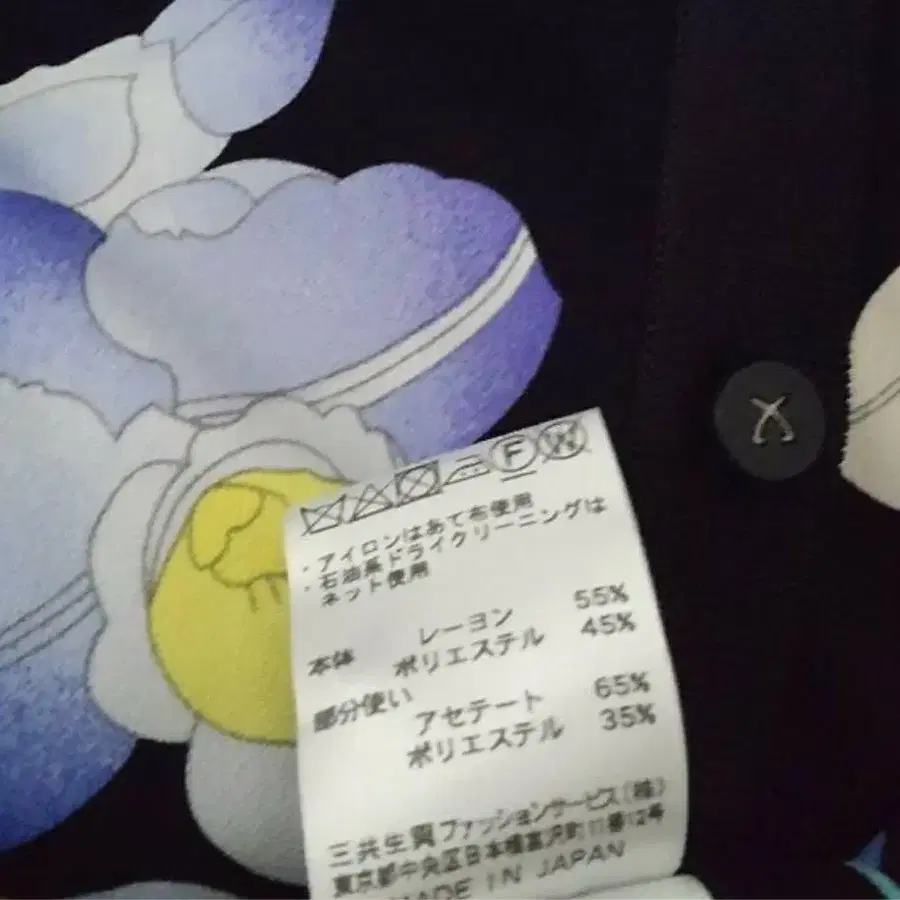 F W
・アイロンはあて布使用
・石油系ドライクリーニングは
ネット使用
本体 レーヨン 55%
ポリエステル 45%
部分使い アセテート 65%
ポリエステル 35%
三共生興ファッションサービス(株)
東京都中央区日本橋富沢町11番12号
MADE IN JAPAN